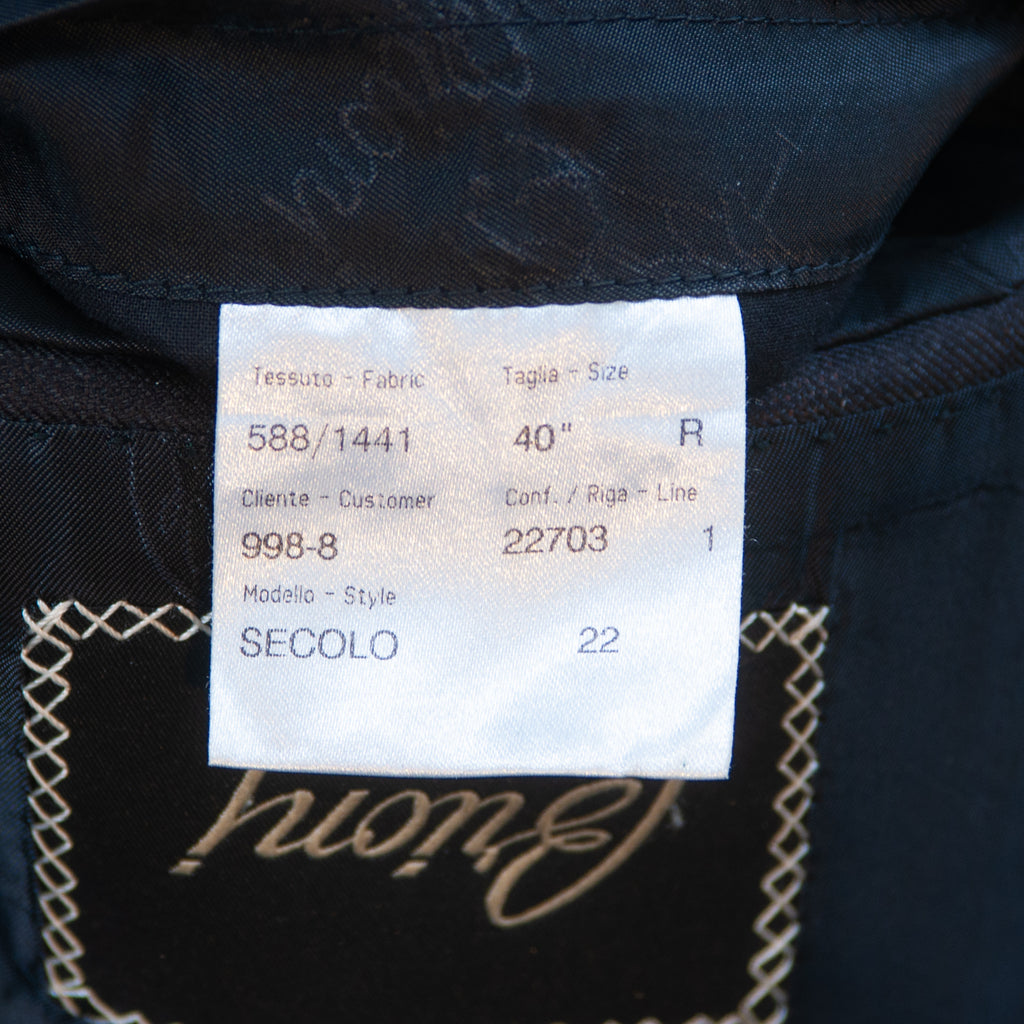 Tessuto - Fabric Taglia - Size
588/1441 40" R
Cliente - Customer Conf. / Riga - Line
998-8 22703 1
Modello - Style
SECOLO 22
Brioni